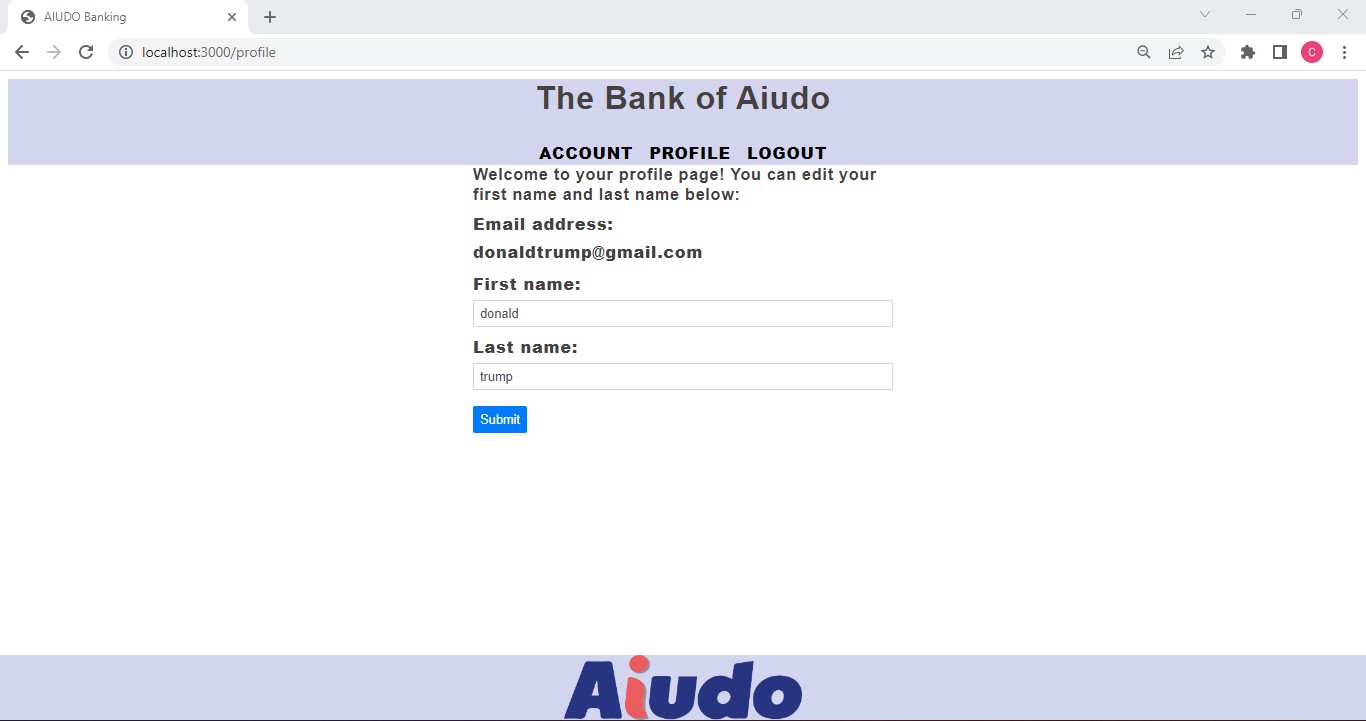 AIUDO Banking
localhost:3000/profile
C
The Bank of Aiudo
ACCOUNT PROFILE LOGOUT
Welcome to your profile page! You can edit your
first name and last name below:
Email address:
donaldtrump@gmail.com
First name:
donald
Last name:
trump
Submit
Aiudo